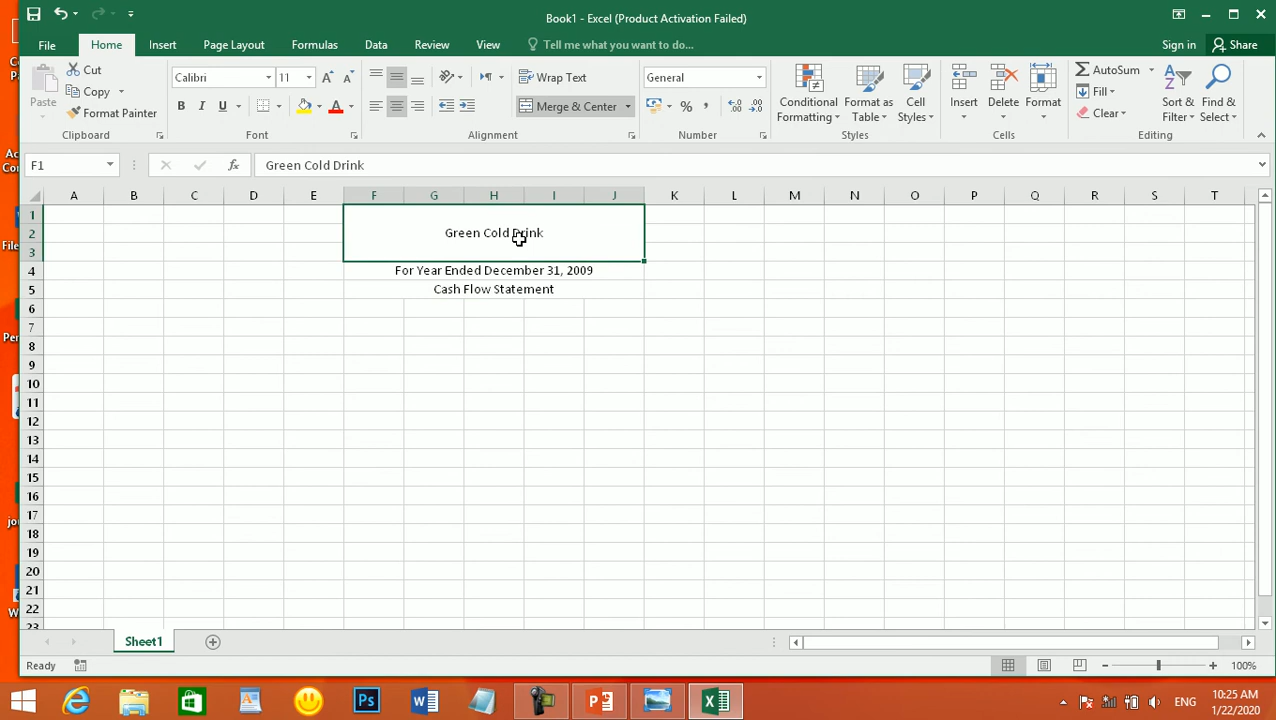 Book1 - Excel (Product Activation Failed)
File Home Insert Page Layout Formulas Data Review View Tell me what you want to do... Sign in Share
Paste Cut Copy Format Painter
Calibri 11
B I U
Wrap Text
Merge & Center
General
% ,
Conditional Formatting Format as Table Cell Styles
Insert Delete Format
AutoSum Fill Clear
Sort & Filter Find & Select
Clipboard Font Alignment Number Styles Cells Editing
F1 fx Green Cold Drink
A B C D E F G H I J K L M N O P Q R S T
1
2 Green Cold Drink
3
4 For Year Ended December 31, 2009
5 Cash Flow Statement
6
7
8
9
10
11
12
13
14
15
16
17
18
19
20
21
22
23
Sheet1
Ready 100%
ENG 10:25 AM
1/22/2020